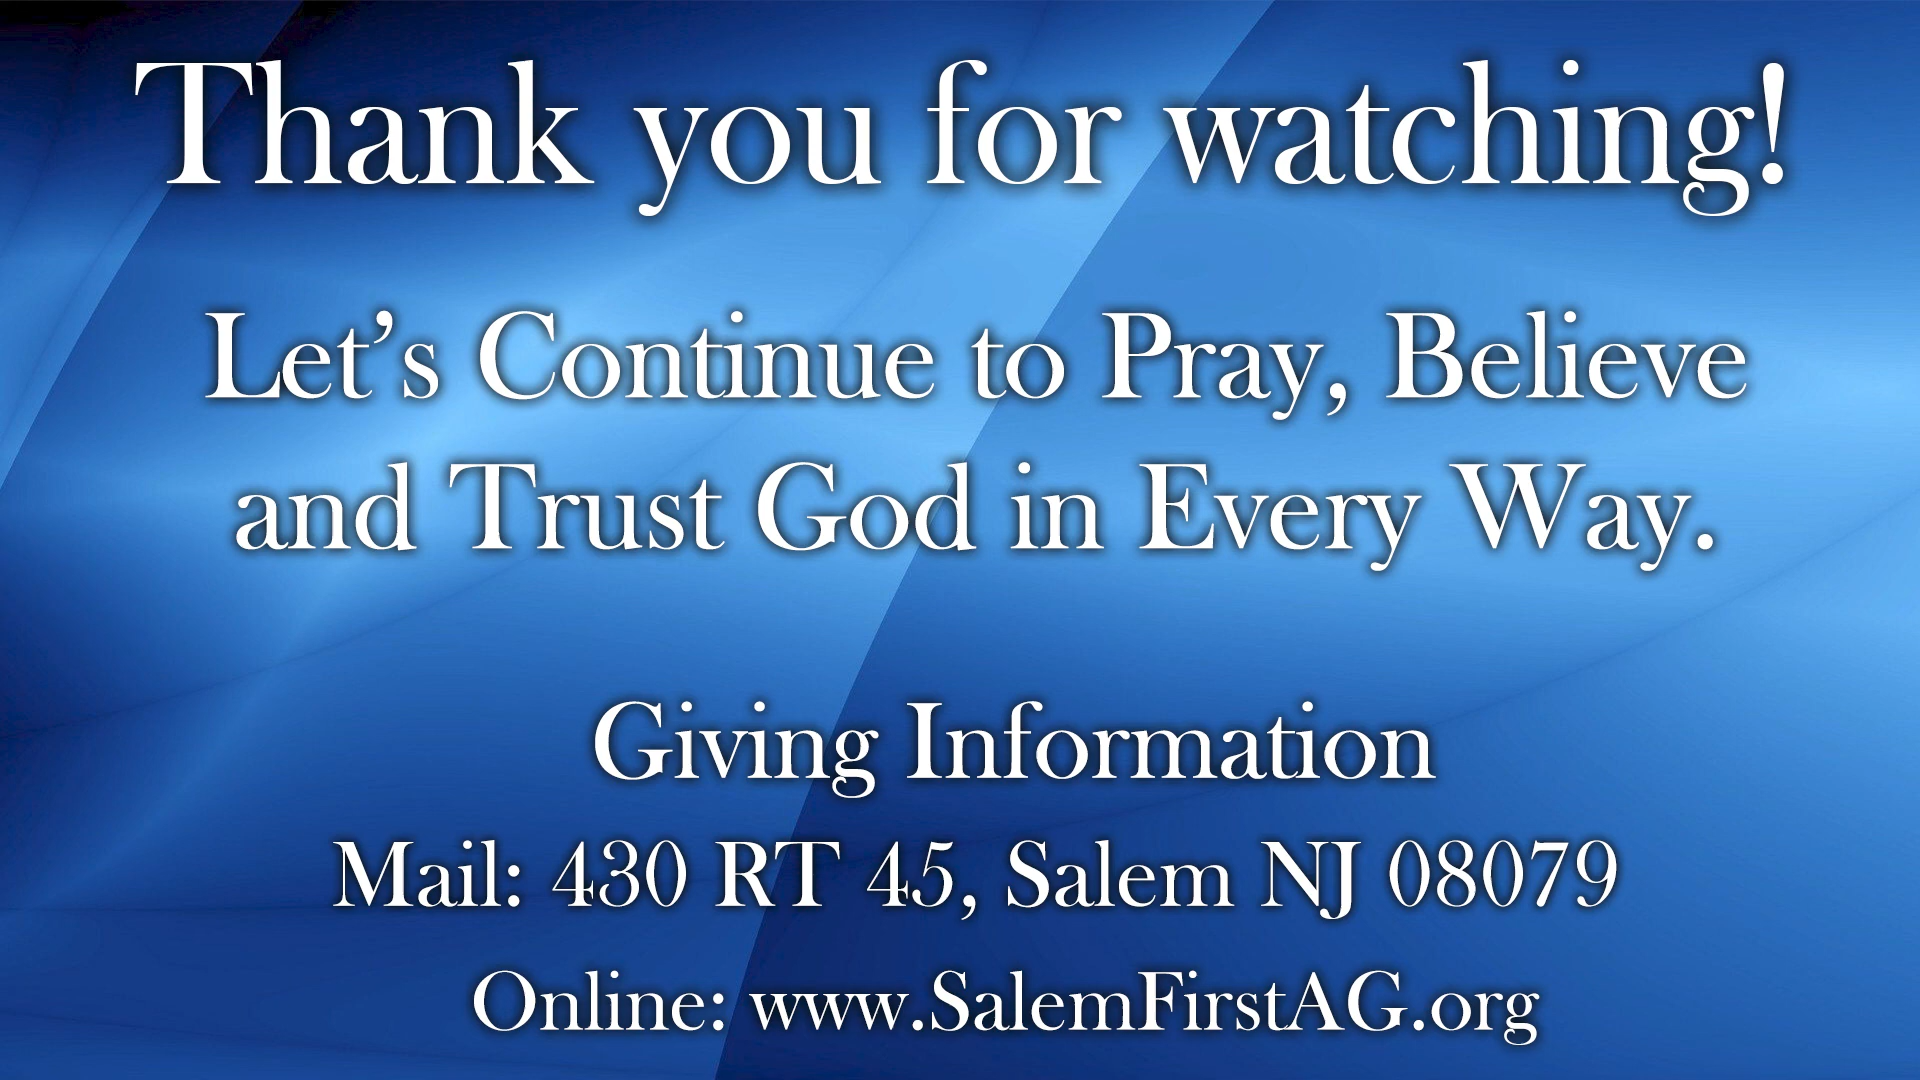 Thank you for watching!
Let’s Continue to Pray, Believe
and Trust God in Every Way.
Giving Information
Mail: 430 RT 45, Salem NJ 08079
Online: www.SalemFirstAG.org